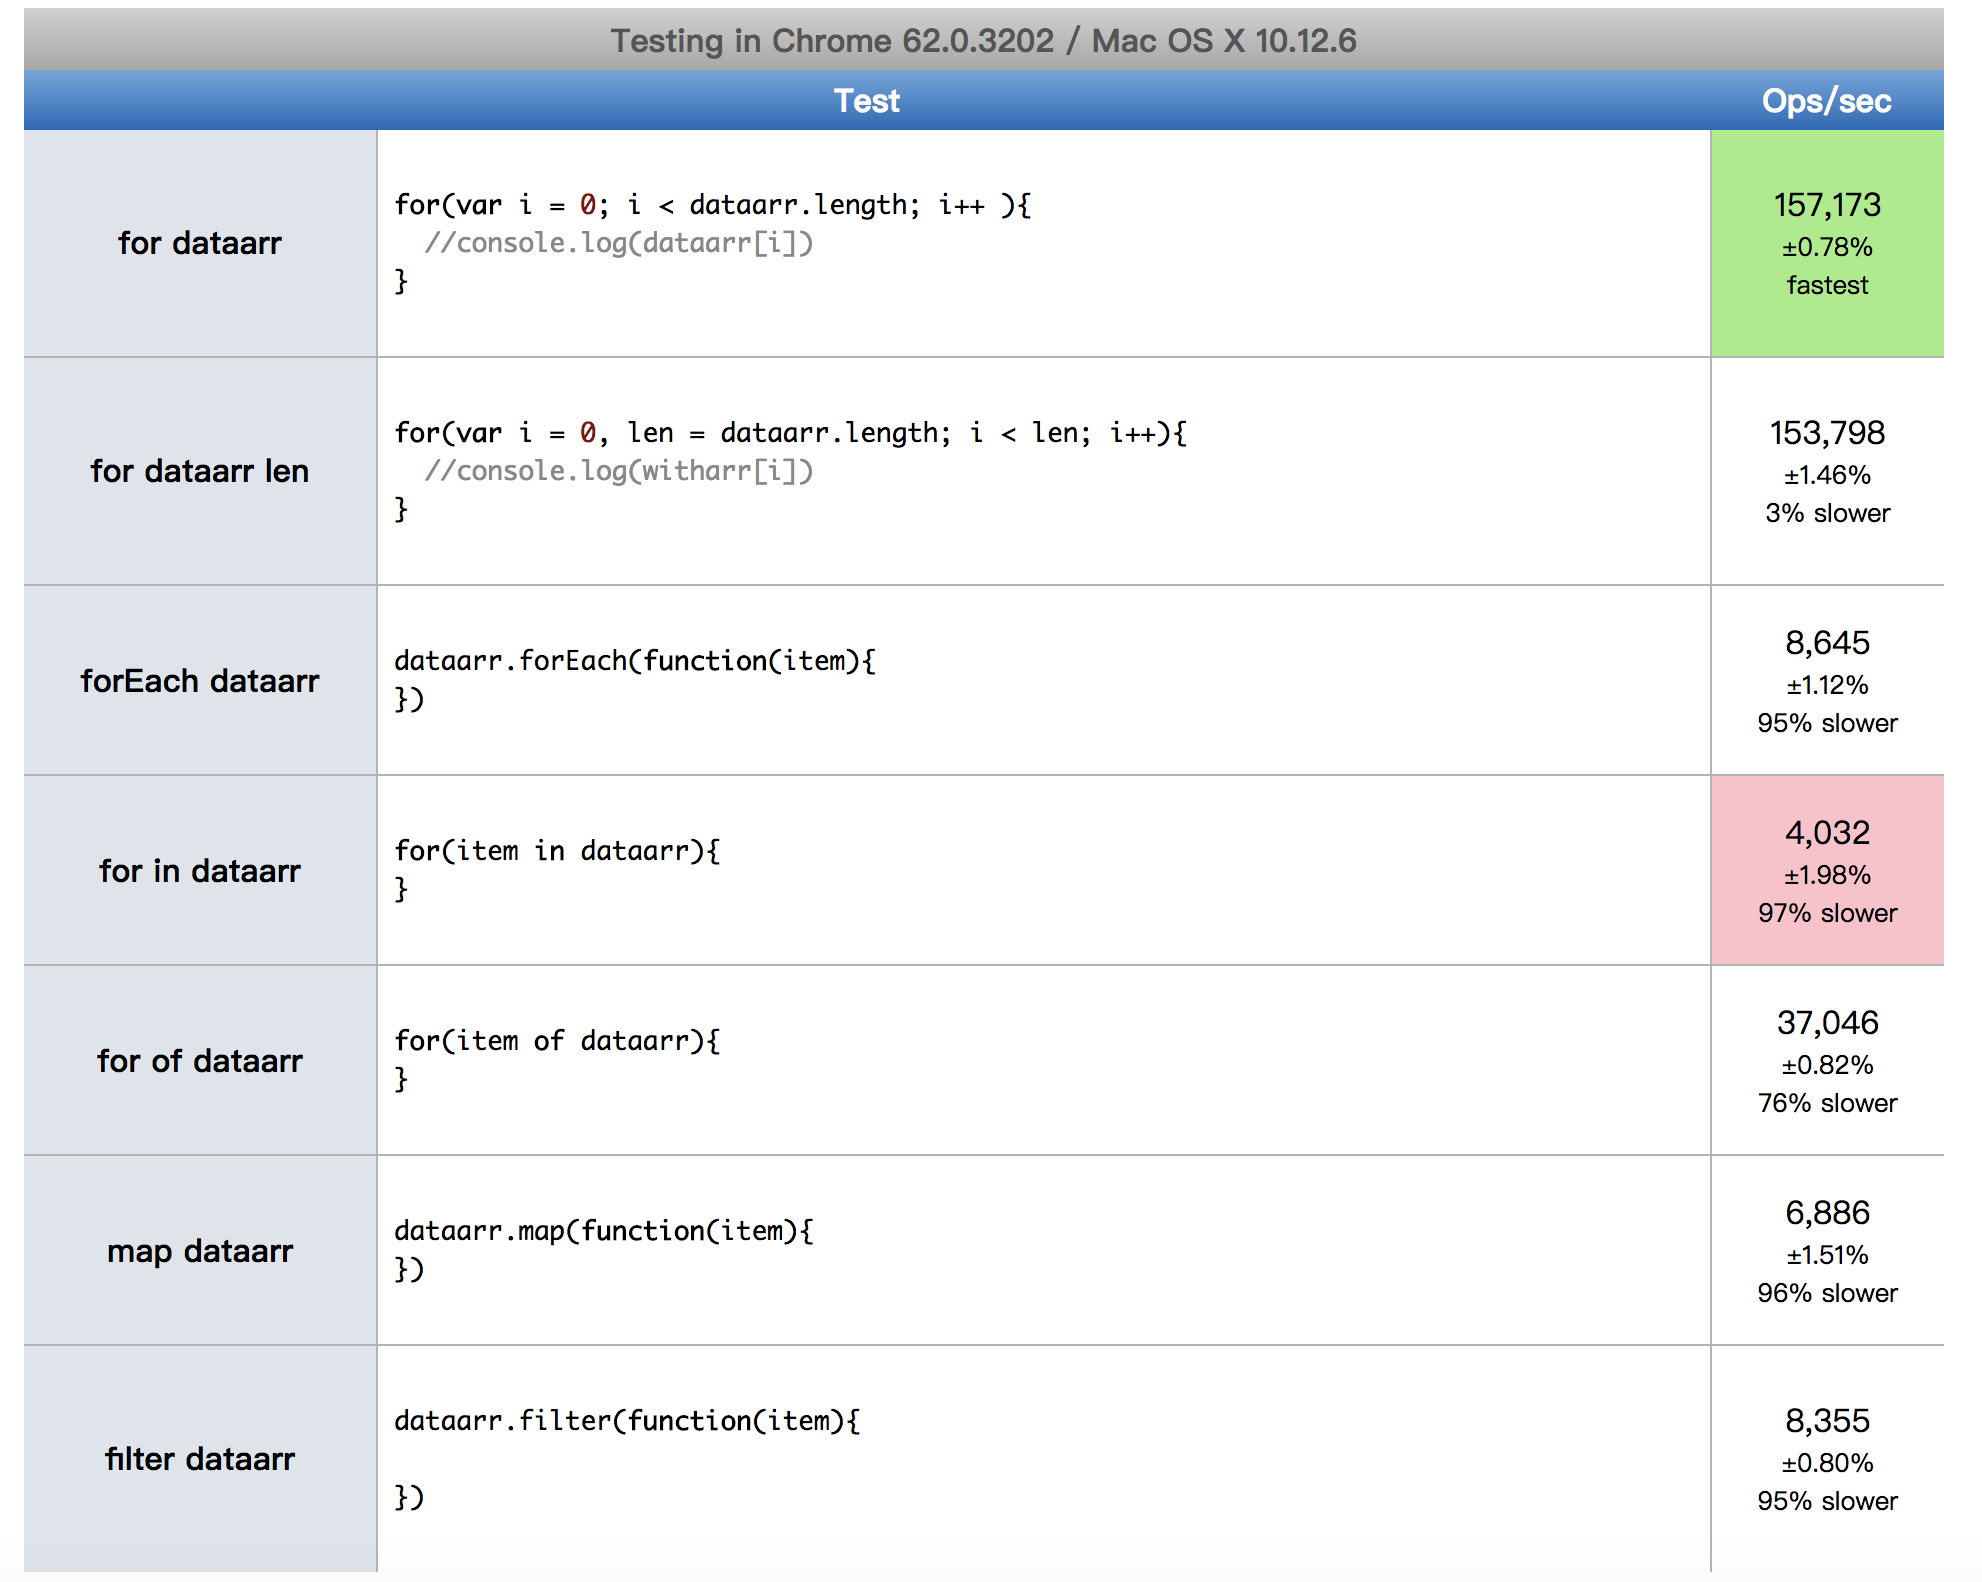 Testing in Chrome 62.0.3202 / Mac OS X 10.12.6
Test Ops/sec
for dataarr
for(var i = 0; i < dataarr.length; i++ ){
  //console.log(dataarr[i])
}
157,173
±0.78%
fastest
for dataarr len
for(var i = 0, len = dataarr.length; i < len; i++){
  //console.log(witharr[i])
}
153,798
±1.46%
3% slower
forEach dataarr
dataarr.forEach(function(item){
})
8,645
±1.12%
95% slower
for in dataarr
for(item in dataarr){
}
4,032
±1.98%
97% slower
for of dataarr
for(item of dataarr){
}
37,046
±0.82%
76% slower
map dataarr
dataarr.map(function(item){
})
6,886
±1.51%
96% slower
filter dataarr
dataarr.filter(function(item){
})
8,355
±0.80%
95% slower